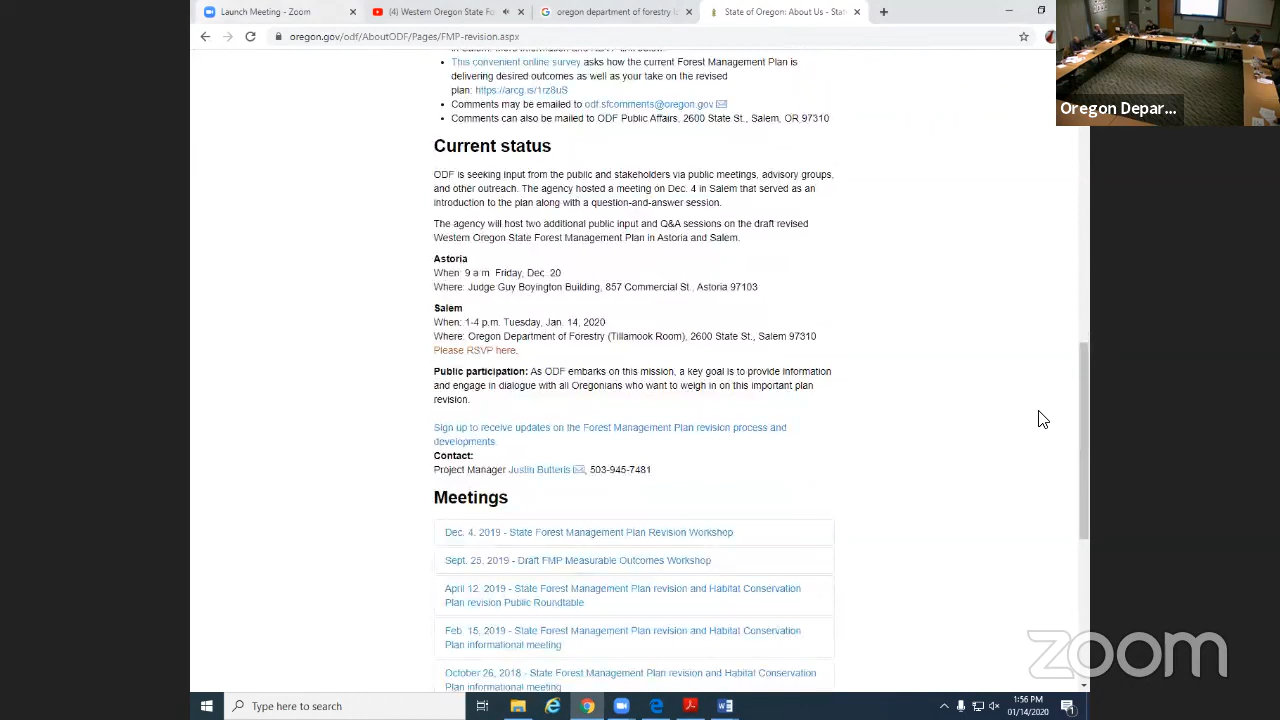 Launch Meeting - Zoom
(4) Western Oregon State Fo
oregon department of forestry l
State of Oregon: About Us - Stat
oregon.gov/odf/AboutODF/Pages/FMP-revision.aspx
Oregon Depar...
This convenient online survey asks how the current Forest Management Plan is
delivering desired outcomes as well as your take on the revised
plan: https://arcg.is/1rz8uS
Comments may be emailed to odf.sfcomments@oregon.gov
Comments can also be mailed to ODF Public Affairs, 2600 State St., Salem, OR 97310
Current status
ODF is seeking input from the public and stakeholders via public meetings, advisory groups,
and other outreach. The agency hosted a meeting on Dec. 4 in Salem that served as an
introduction to the plan along with a question-and-answer session.
The agency will host two additional public input and Q&A sessions on the draft revised
Western Oregon State Forest Management Plan in Astoria and Salem.
Astoria
When: 9 a.m. Friday, Dec. 20
Where: Judge Guy Boyington Building, 857 Commercial St., Astoria 97103
Salem
When: 1-4 p.m. Tuesday, Jan. 14, 2020
Where: Oregon Department of Forestry (Tillamook Room), 2600 State St., Salem 97310
Please RSVP here.
Public participation: As ODF embarks on this mission, a key goal is to provide information
and engage in dialogue with all Oregonians who want to weigh in on this important plan
revision.
Sign up to receive updates on the Forest Management Plan revision process and
developments
Contact:
Project Manager Justin Butteris, 503-945-7481
Meetings
Dec. 4. 2019 - State Forest Management Plan Revision Workshop
Sept. 25. 2019 - Draft FMP Measurable Outcomes Workshop
April 12. 2019 - State Forest Management Plan revision and Habitat Conservation
Plan revision Public Roundtable
Feb. 15, 2019 - State Forest Management Plan revision and Habitat Conservation
Plan informational meeting
October 26, 2018 - State Forest Management Plan revision and Habitat Conservation
Plan informational meeting
zoom
Type here to search
1:56 PM
01/14/2020